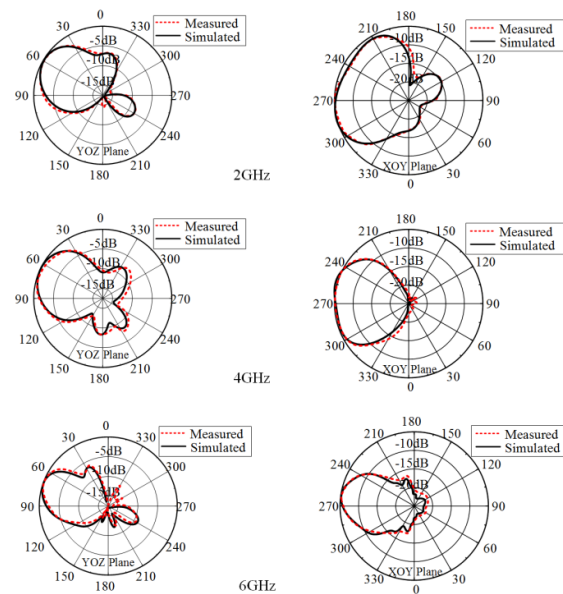 0
Measured
Simulated
30
330
-5dB
60
300
-10dB
-15dB
90
270
120
240
YOZ Plane
150
210
180
2GHz
180
Measured
Simulated
210
-10dB
240
-15dB
-20dB
270
90
300
60
XOY Plane
330
30
0
0
Measured
Simulated
30
-5dB
60
300
-10dB
-15dB
90
270
120
240
YOZ Plane
150
210
180
4GHz
180
Measured
Simulated
210
-10dB
240
120
-15dB
-20dB
270
90
300
60
XOY Plane
330
30
0
0
Measured
Simulated
30
330
-5dB
60
300
-10dB
-15dB
90
270
120
240
YOZ Plane
150
210
180
6GHz
180
Measured
Simulated
210
-10dB
240
120
-15dB
-20dB
270
90
300
60
XOY Plane
330
30
0